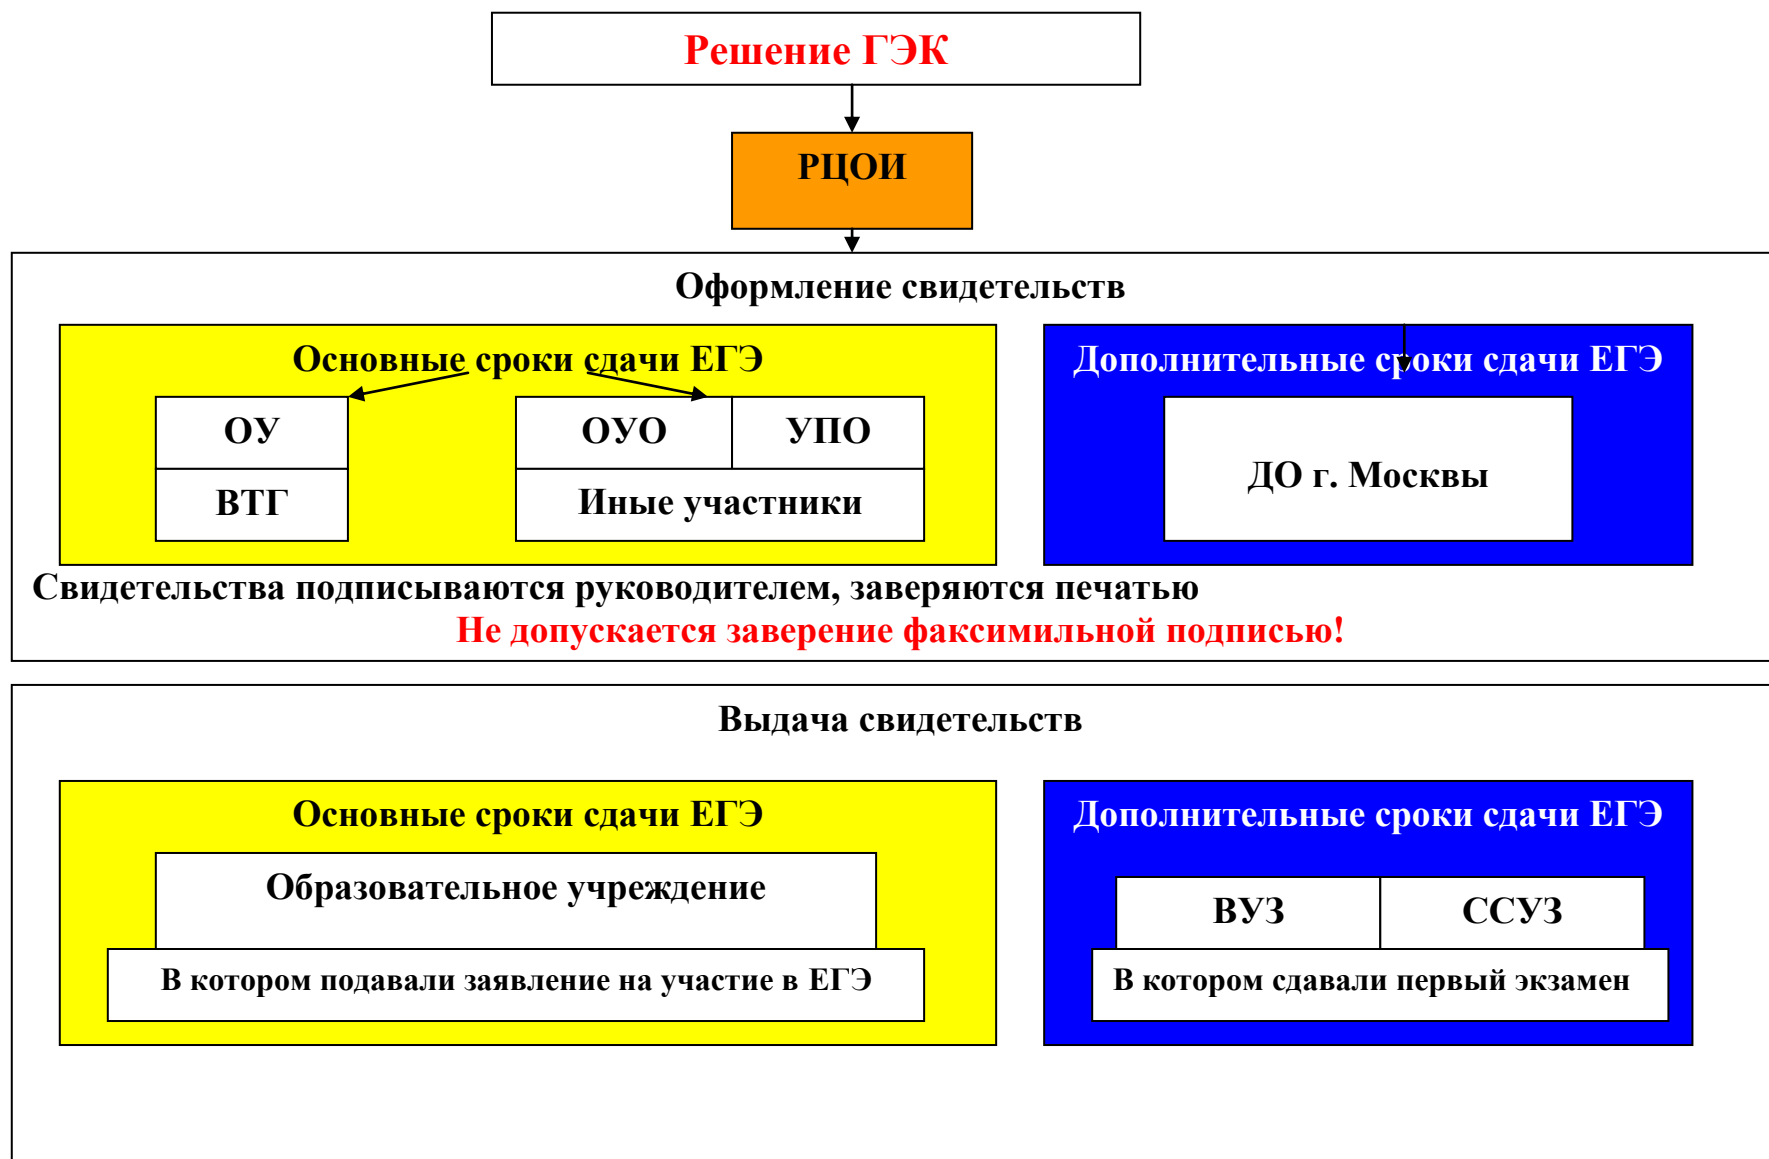 Решение ГЭК
РЦОИ
Оформление свидетельств
Основные сроки сдачи ЕГЭ
ОУ
ВТГ
ОУО
УПО
Иные участники
Дополнительные сроки сдачи ЕГЭ
ДО г. Москвы
Свидетельства подписываются руководителем, заверяются печатью
Не допускается заверение факсимильной подписью!
Выдача свидетельств
Основные сроки сдачи ЕГЭ
Образовательное учреждение
В котором подавали заявление на участие в ЕГЭ
Дополнительные сроки сдачи ЕГЭ
ВУЗ
ССУЗ
В котором сдавали первый экзамен